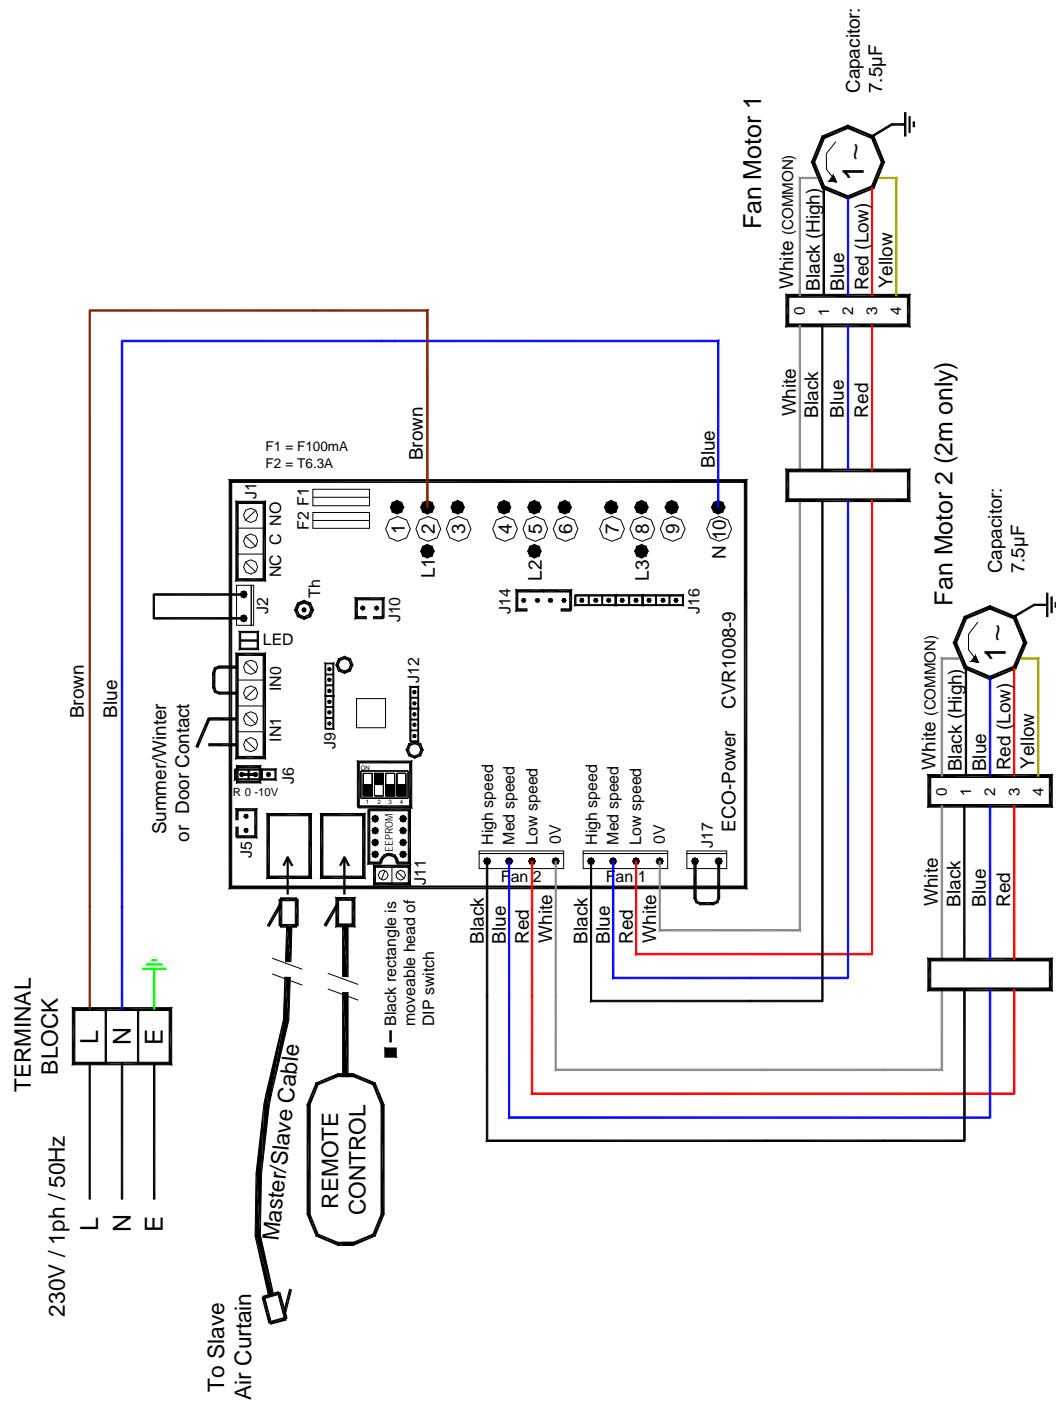 230V / 1ph / 50Hz
L
N
E
TERMINAL
BLOCK
L
N
E
Brown
Blue
To Slave
Air Curtain
Master/Slave Cable
REMOTE
CONTROL
Black rectangle is
moveable head of
DIP switch
Summer/Winter
or Door Contact
F1 = F100mA
F2 = T6.3A
Brown
Blue
J5
R 0 -10V
J6
IN1
IN0
LED
J2
NC C NO
J1
F2 F1
Th
J10
J9
J12
ON
1 2 3 4
EEPROM
J11
1
2
3
L1
4
5
6
L2
7
8
9
L3
N 10
J14
J16
ECO-Power CVR1008-9
High speed
Med speed
Low speed
0V
Fan 2
High speed
Med speed
Low speed
0V
Fan 1
J17
Black
Blue
Red
White
Black
Blue
Red
White
Fan Motor 1
White (COMMON)
Black (High)
Blue
Red (Low)
Yellow
0
1
2
3
4
White
Black
Blue
Red
1 ~
Capacitor:
7.5µF
Fan Motor 2 (2m only)
White (COMMON)
Black (High)
Blue
Red (Low)
Yellow
0
1
2
3
4
White
Black
Blue
Red
1 ~
Capacitor:
7.5µF